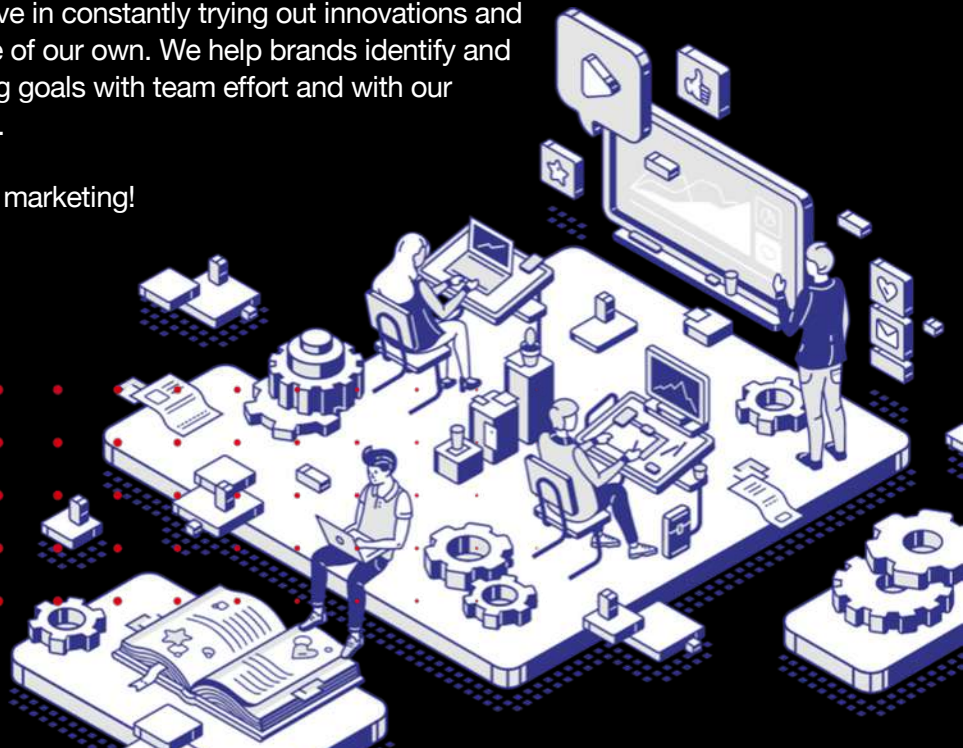 ve in constantly trying out innovations and
e of our own. We help brands identify and
g goals with team effort and with our
.
marketing!